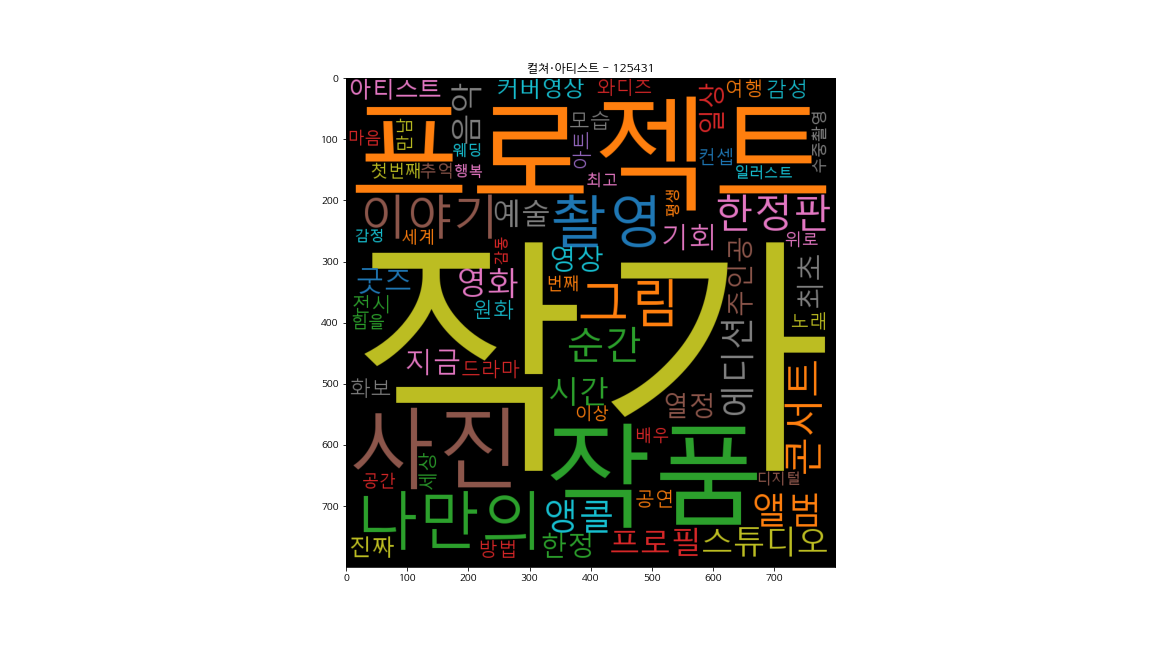 컬쳐·아티스트 - 125431
아티스트
커버영상
와디즈
여행
감성
음악
일상
프로젝트
모습
수중촬영
마음
만남
웨딩
아삐
컨셉
첫번째
추억
행복
최고
일러스트
이야기
예술
촬영
평생
한정판
감정
세계
감동
영상
기회
위로
작가
굿즈
영화
번째
그림
주인공
최초
전시
힘을
원화
노래
순간
에디션
지금
드라마
화보
시간
이상
열정
콘서트
사진
작품
배우
공간
세상
디지털
나만의
앵콜
공연
앨범
진짜
방법
한정
프로필
스튜디오
0
100
200
300
400
500
600
700
0
100
200
300
400
500
600
700